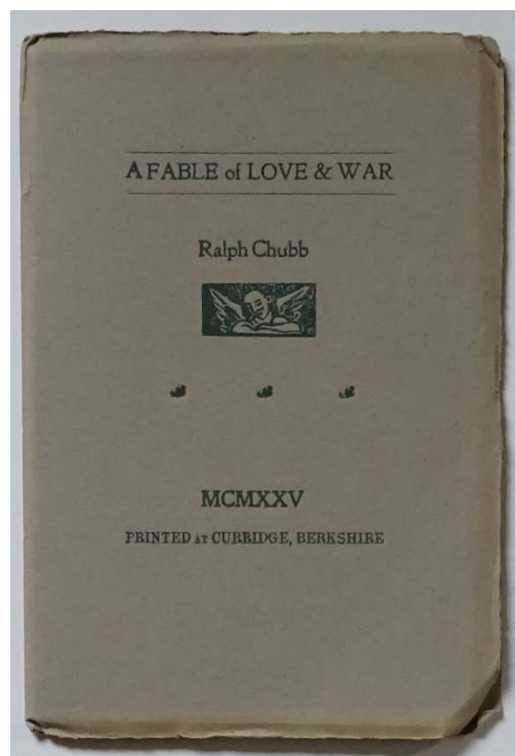 A FABLE of LOVE & WAR
Ralph Chubb
MCMXXV
PRINTED AT CURRIDGE, BERKSHIRE